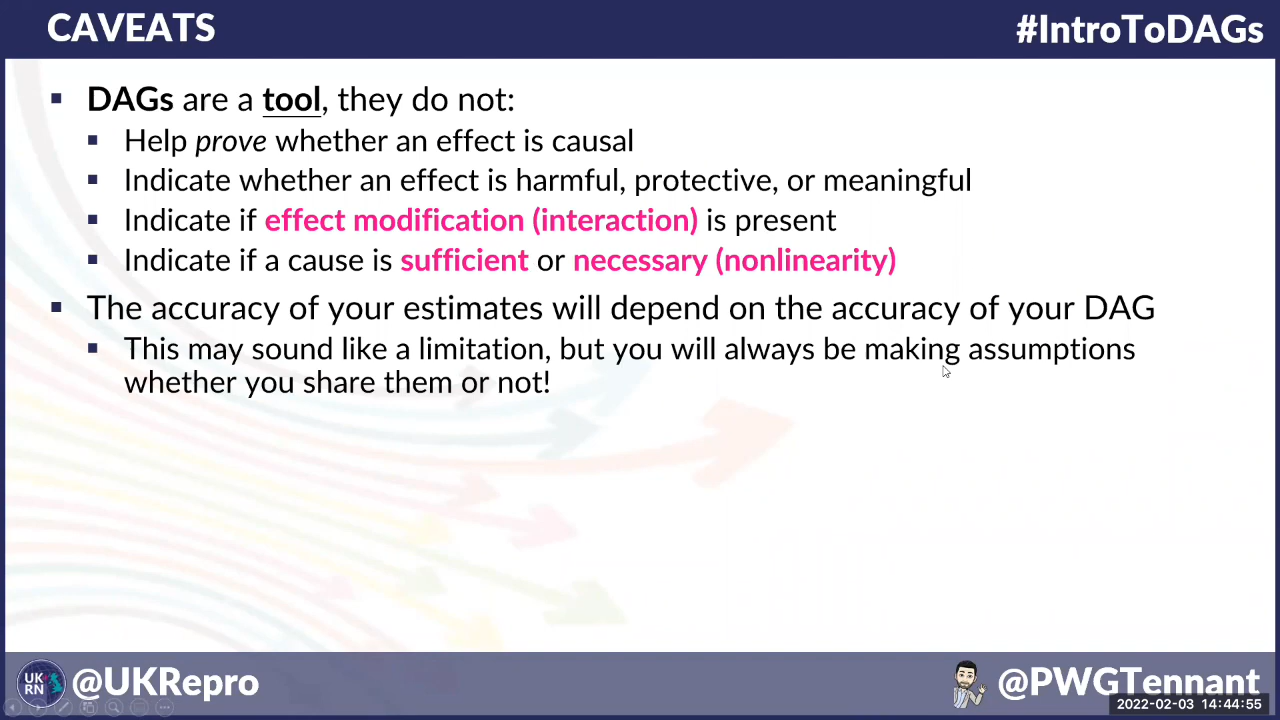 CAVEATS
#IntroToDAGs
DAGs are a tool, they do not:
Help prove whether an effect is causal
Indicate whether an effect is harmful, protective, or meaningful
Indicate if effect modification (interaction) is present
Indicate if a cause is sufficient or necessary (nonlinearity)
The accuracy of your estimates will depend on the accuracy of your DAG
This may sound like a limitation, but you will always be making assumptions
whether you share them or not!
UK
RN
@UKRepro
@PWGTennant
2022-02-03 14:44:55